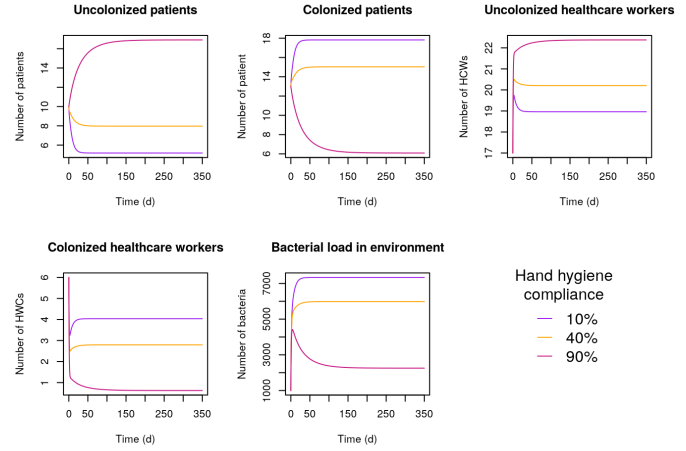 Uncolonized patients
Number of patients
6 8 10 14
0 50 150 250 350
Time (d)
Colonized patients
Number of patient
6 8 10 14 18
0 50 150 250 350
Time (d)
Uncolonized healthcare workers
Number of HCWs
17 18 19 20 21 22
0 50 150 250 350
Time (d)
Colonized healthcare workers
Number of HWCs
1 2 3 4 5 6
0 50 150 250 350
Time (d)
Bacterial load in environment
Number of bacteria
1000 3000 5000 7000
0 50 150 250 350
Time (d)
Hand hygiene
compliance
10%
40%
90%